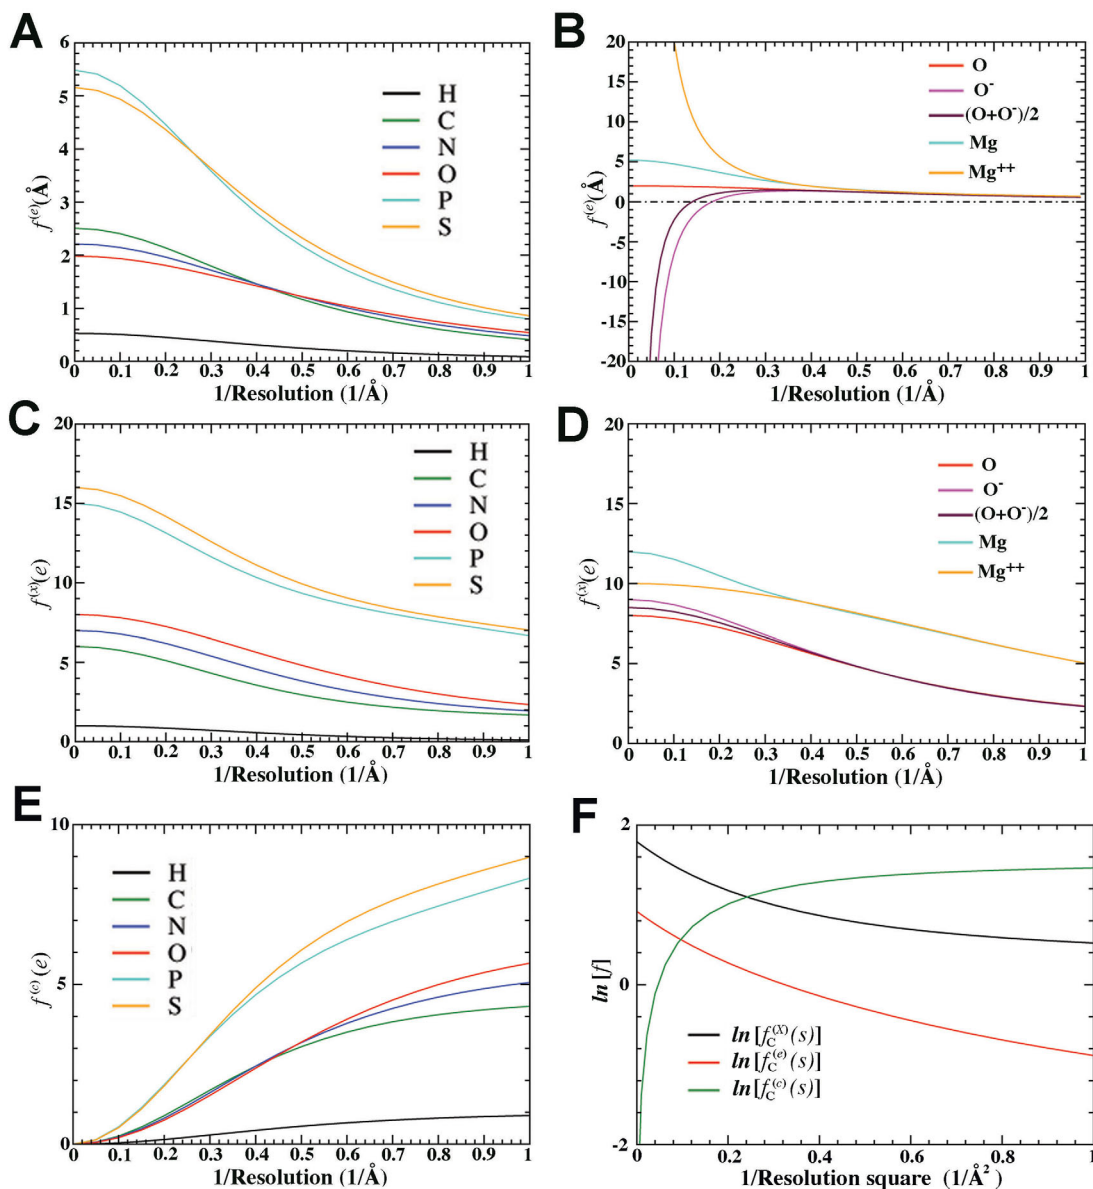 A
6
5
4
3
2
1
0
f(e)(Å)
H
C
N
O
P
S
0 0.1 0.2 0.3 0.4 0.5 0.6 0.7 0.8 0.9 1
1/Resolution (1/Å)
B
20
15
10
5
0
-5
-10
-15
-20
f(e)(Å)
O
O-
(O+O-)/2
Mg
Mg++
0 0.1 0.2 0.3 0.4 0.5 0.6 0.7 0.8 0.9 1
1/Resolution (1/Å)
C
20
15
10
5
0
f(x)(e)
H
C
N
O
P
S
0 0.1 0.2 0.3 0.4 0.5 0.6 0.7 0.8 0.9 1
1/Resolution (1/Å)
D
20
15
10
5
0
f(x)(e)
O
O-
(O+O-)/2
Mg
Mg++
0 0.1 0.2 0.3 0.4 0.5 0.6 0.7 0.8 0.9 1
1/Resolution (1/Å)
E
10
5
0
f(c)(e)
H
C
N
O
P
S
0 0.1 0.2 0.3 0.4 0.5 0.6 0.7 0.8 0.9 1
1/Resolution (1/Å)
F
2
0
-2
ln[f]
ln[fC(X)(s)]
ln[fC(e)(s)]
ln[fC(c)(s)]
0 0.2 0.4 0.6 0.8 1
1/Resolution square (1/Å2)